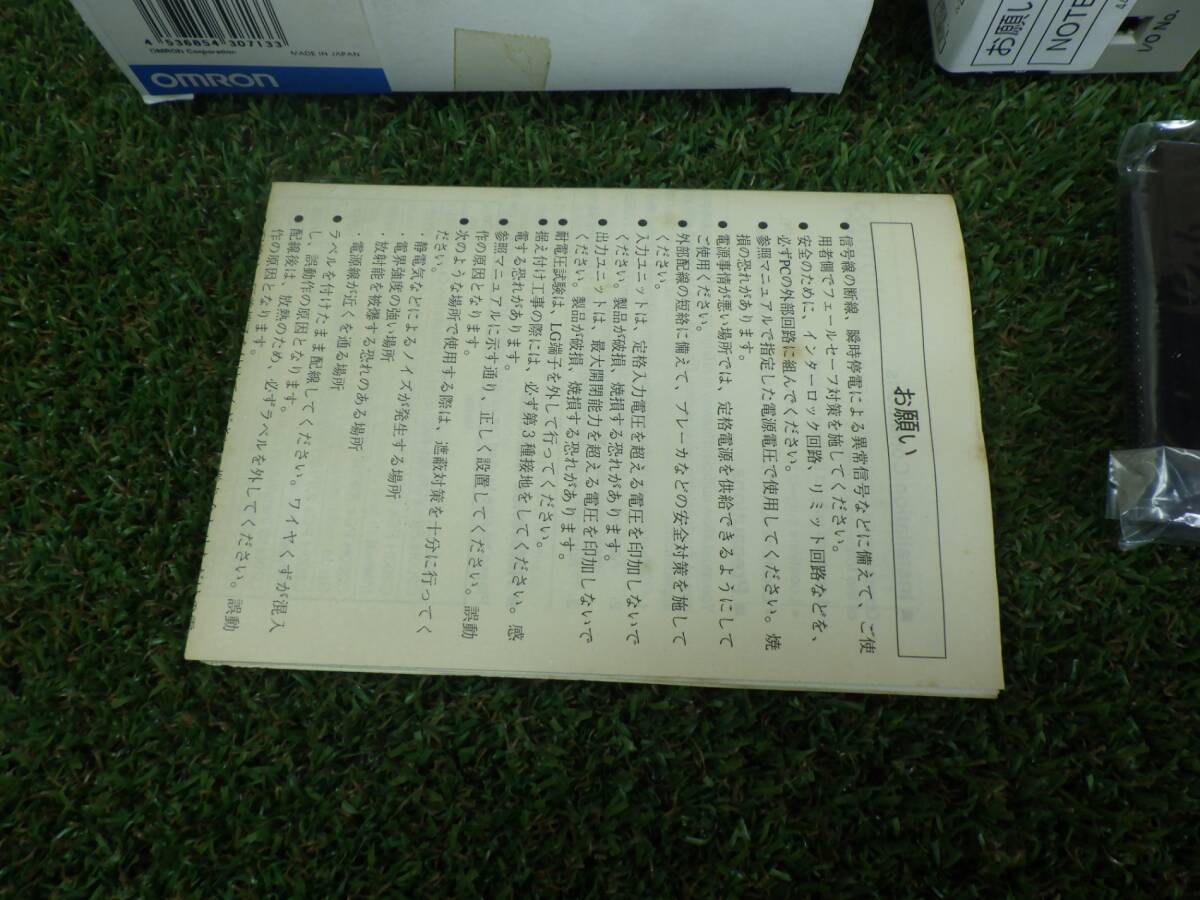 4 536854 307133
OMRON Corporation
MADE IN JAPAN
OMRON
お願い
NOTE
I/O No.
お願い
● 信号線の断線、瞬時停電による異常信号などに備えて、ご使
用者側でフェールセーフ対策を施してください。
● 安全のために、インターロック回路、リミット回路などを、
必ずPCの外部回路に組んでください。
● 参照マニュアルで指定した電源電圧で使用してください。焼
損の恐れがあります。
● 電源事情が悪い場所では、定格電源を供給できるようにして
ご使用ください。
● 外部配線の短絡に備えて、ブレーカなどの安全対策を施して
ください。
● 入力ユニットは、定格入力電圧を超える電圧を印加しないで
ください。製品が破損、焼損する恐れがあります。
● 出力ユニットは、最大開閉能力を超える電圧を印加しないで
ください。製品が破損、焼損する恐れがあります。
● 耐電圧試験は、LG端子を外して行ってください。
● 据え付け工事の際には、必ず第3種接地をしてください。感
電する恐れがあります。
● 参照マニュアルに示す通り、正しく設置してください。誤動
作の原因となります。
● 次のような場所で使用する際は、遮蔽対策を十分に行ってく
ださい。
静電気などによるノイズが発生する場所
・電界強度の強い場所
・放射能を被曝する恐れのある場所
・電源線が近くを通る場所
● ラベルを付けたまま配線してください。ワイヤくずが混入
し、誤動作の原因となります。
● 配線後は、放熱のため、必ずラベルを外してください。誤動
作の原因となります。